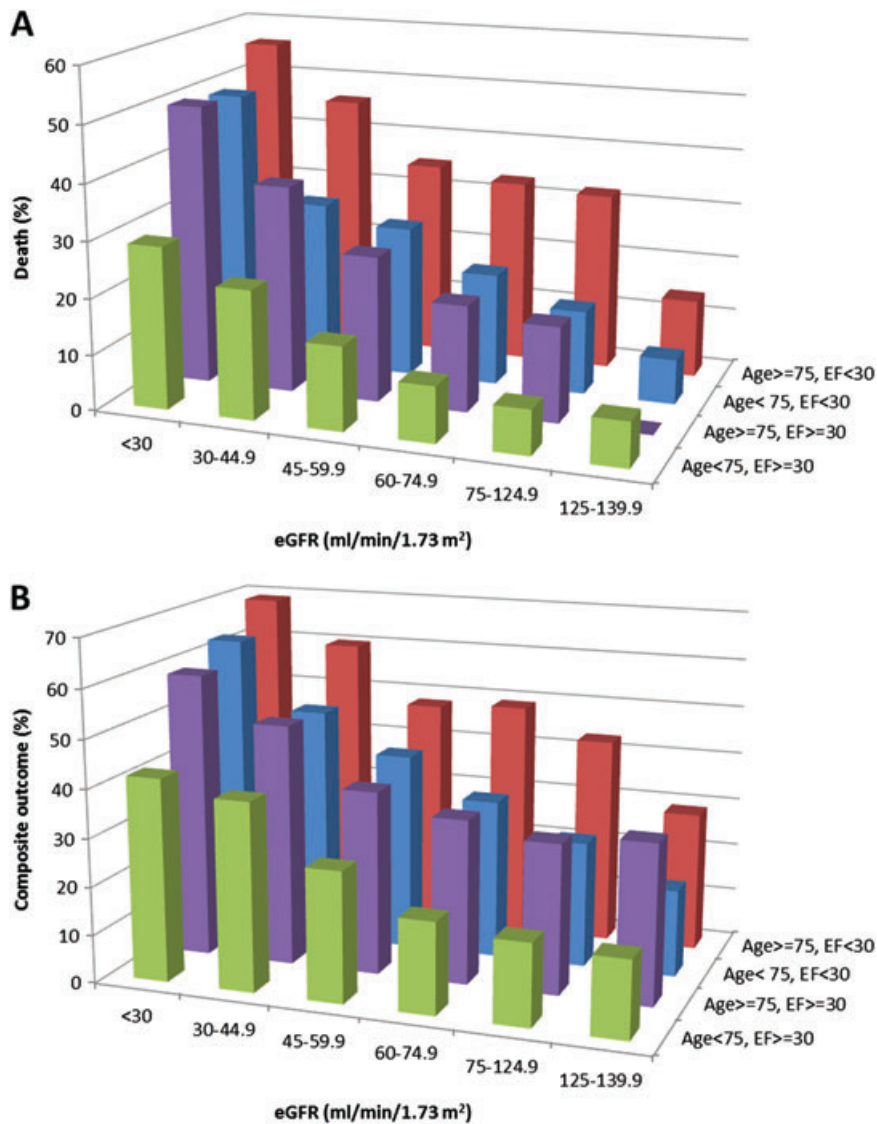 A
60
50
40
30
20
10
0
Death (%)
<30
30-44.9
45-59.9
60-74.9
75-124.9
125-139.9
Age>=75, EF<30
Age< 75, EF<30
Age>=75, EF>=30
Age<75, EF>=30
eGFR (ml/min/1.73 m²)
B
70
60
50
40
30
20
10
0
Composite outcome (%)
<30
30-44.9
45-59.9
60-74.9
75-124.9
125-139.9
Age>=75, EF<30
Age< 75, EF<30
Age>=75, EF>=30
Age<75, EF>=30
eGFR (ml/min/1.73 m²)